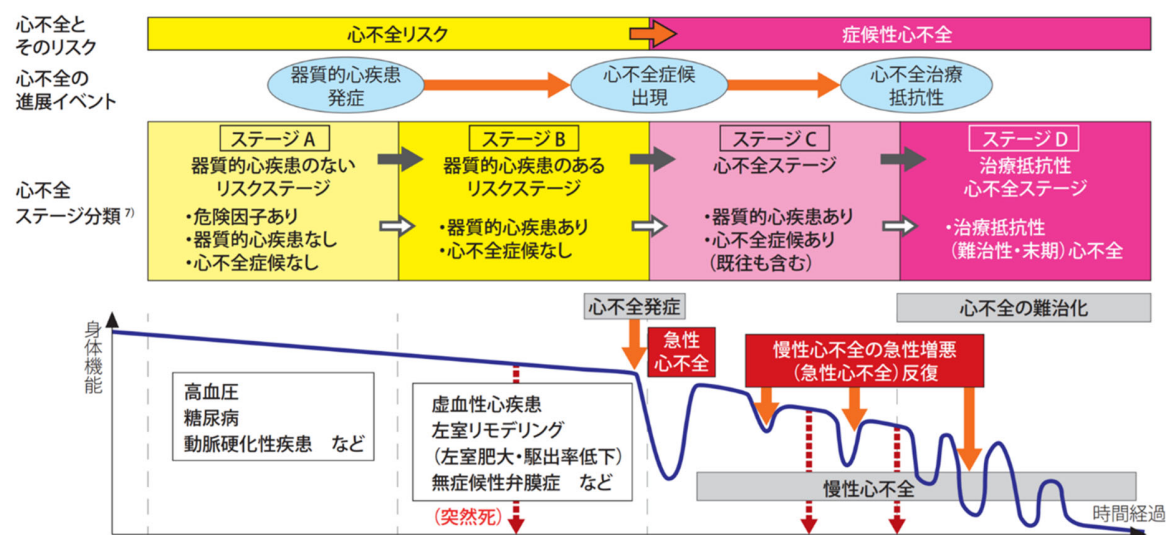 心不全と
そのリスク
心不全リスク
症候性心不全
心不全の
進展イベント
器質的心疾患
発症
心不全症候
出現
心不全治療
抵抗性
心不全
ステージ分類 7)
ステージA
器質的心疾患のない
リスクステージ
・危険因子あり
・器質的心疾患なし
・心不全症候なし
ステージB
器質的心疾患のある
リスクステージ
・器質的心疾患あり
・心不全症候なし
ステージC
心不全ステージ
・器質的心疾患あり
・心不全症候あり
(既往も含む)
ステージD
治療抵抗性
心不全ステージ
・治療抵抗性
(難治性・末期)心不全
心不全発症
心不全の難治化
身体機能
急性
心不全
慢性心不全の急性増悪
(急性心不全)反復
高血圧
糖尿病
動脈硬化性疾患 など
虚血性心疾患
左室リモデリング
(左室肥大・駆出率低下)
無症候性弁膜症 など
(突然死)
慢性心不全
時間経過